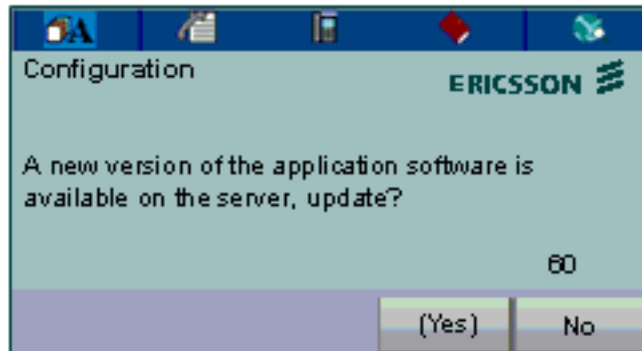 A
Configuration
ERICSSON
A new version of the application software is
available on the server, update?
60
(Yes)
No